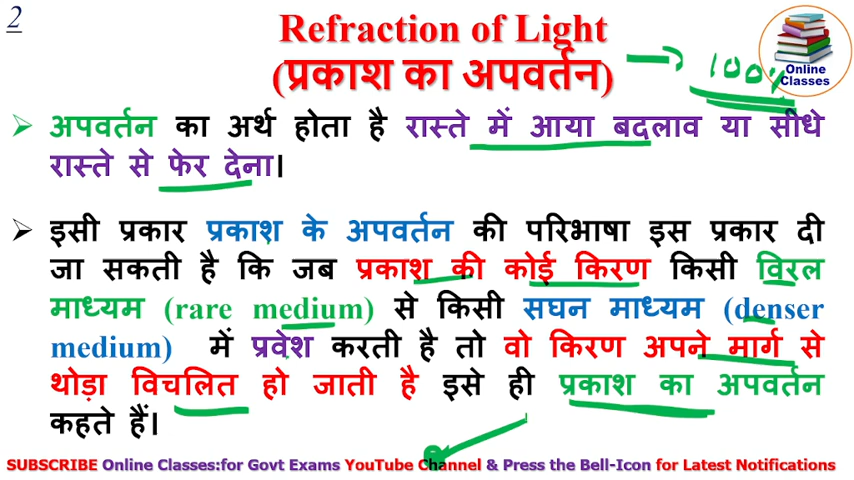 2
Refraction of Light
(प्रकाश का अपवर्तन)
100%
Online
Classes
अपवर्तन का अर्थ होता है रास्ते में आया बदलाव या सीधे
रास्ते से फेर देना।
इसी प्रकार प्रकाश के अपवर्तन की परिभाषा इस प्रकार दी
जा सकती है कि जब प्रकाश की कोई किरण किसी विरल
माध्यम (rare medium) से किसी सघन माध्यम (denser
medium) में प्रवेश करती है तो वो किरण अपने मार्ग से
थोड़ा विचलित हो जाती है इसे ही प्रकाश का अपवर्तन
कहते हैं।
SUBSCRIBE Online Classes:for Govt Exams YouTube Channel & Press the Bell-Icon for Latest Notifications